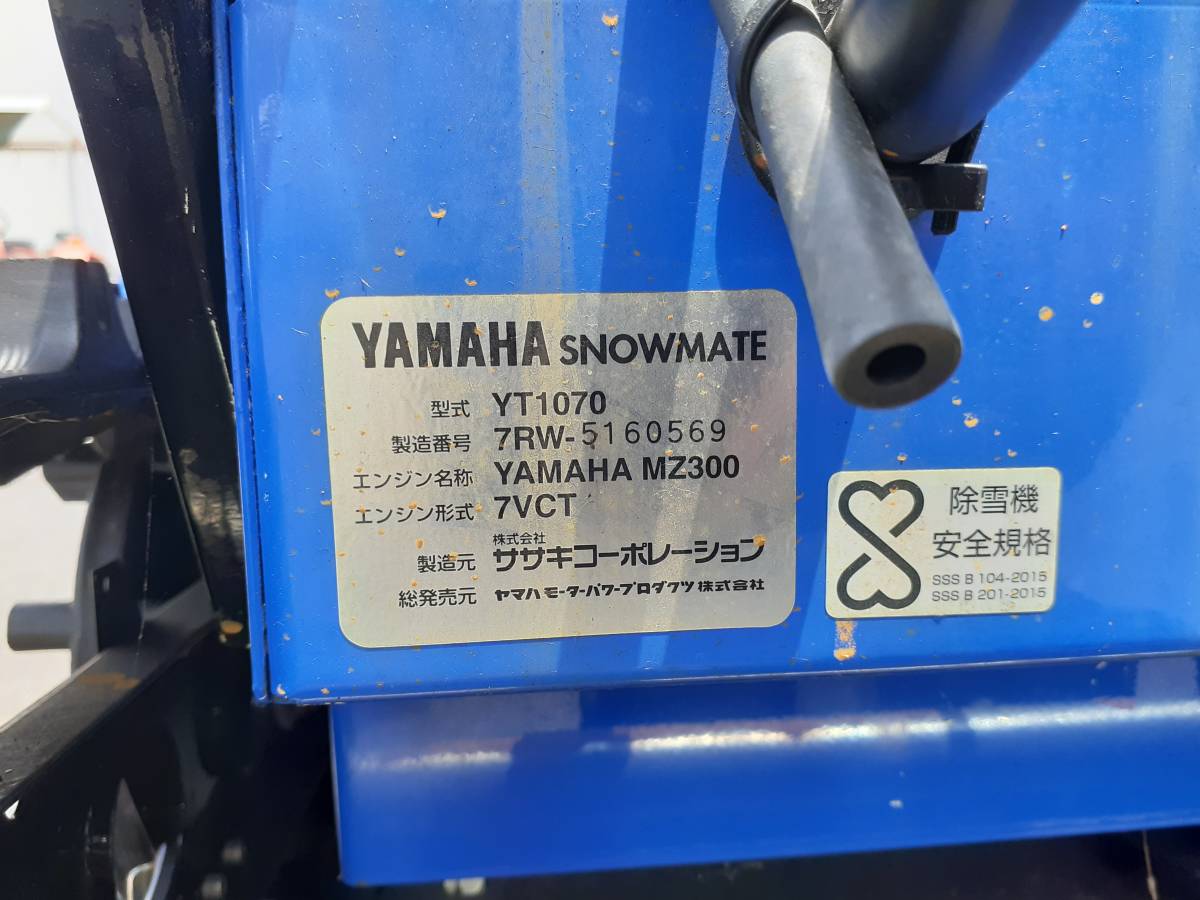 YAMAHA SNOWMATE
型式 YT1070
製造番号 7RW-5160569
エンジン名称 YAMAHA MZ300
エンジン形式 7VCT
株式会社
製造元 ササキコーポレーション
総発売元 ヤマハモーターパワープロダクツ株式会社
除雪機
安全規格
SSS B 104-2015
SSS B 201-2015